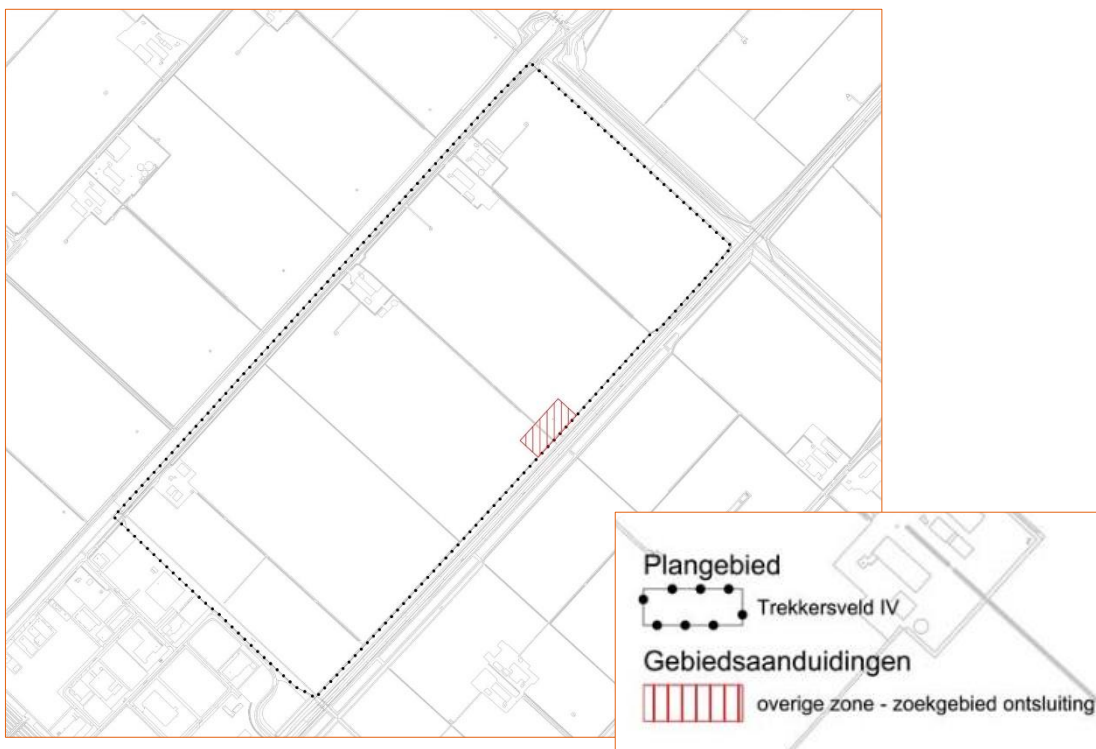 Plangebied
Trekkersveld IV
Gebiedsaanduidingen
overige zone - zoekgebied ontsluiting